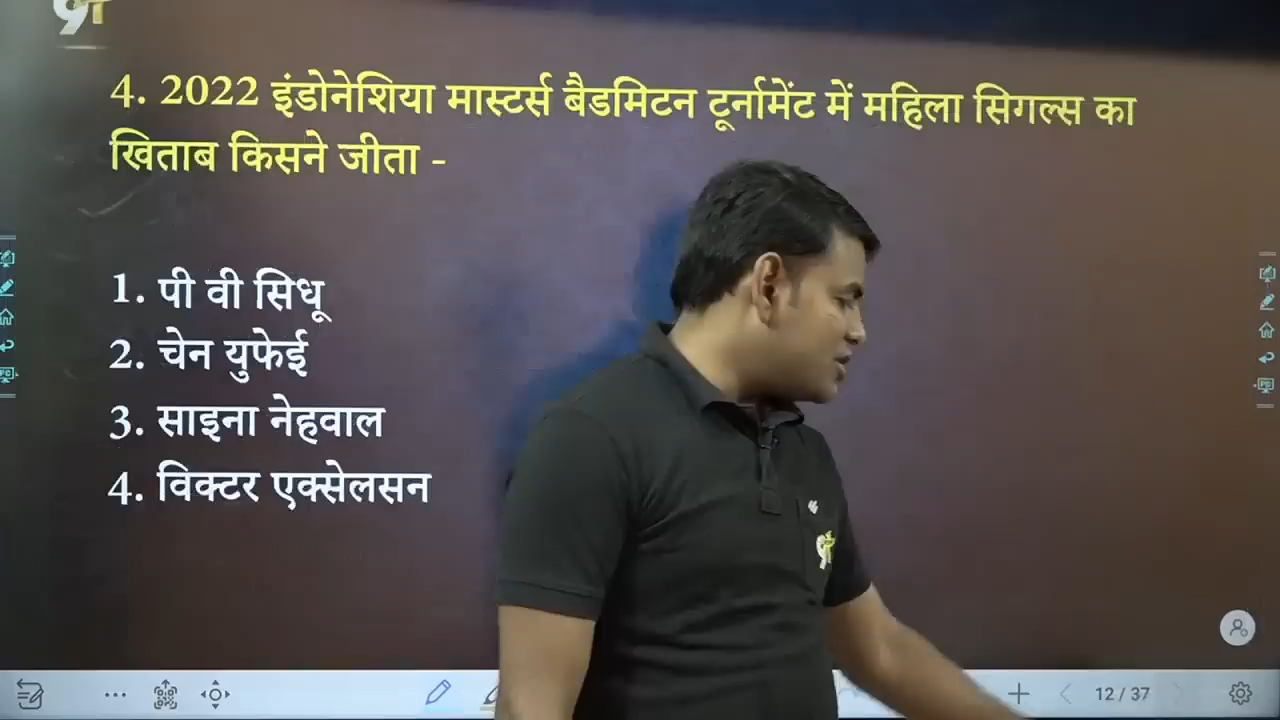 4. 2022 इंडोनेशिया मास्टर्स बैडमिटन टूर्नामेंट में महिला सिगल्स का
खिताब किसने जीता -
1. पी वी सिधू
2. चेन युफेई
3. साइना नेहवाल
4. विक्टर एक्सेलसन
12 / 37